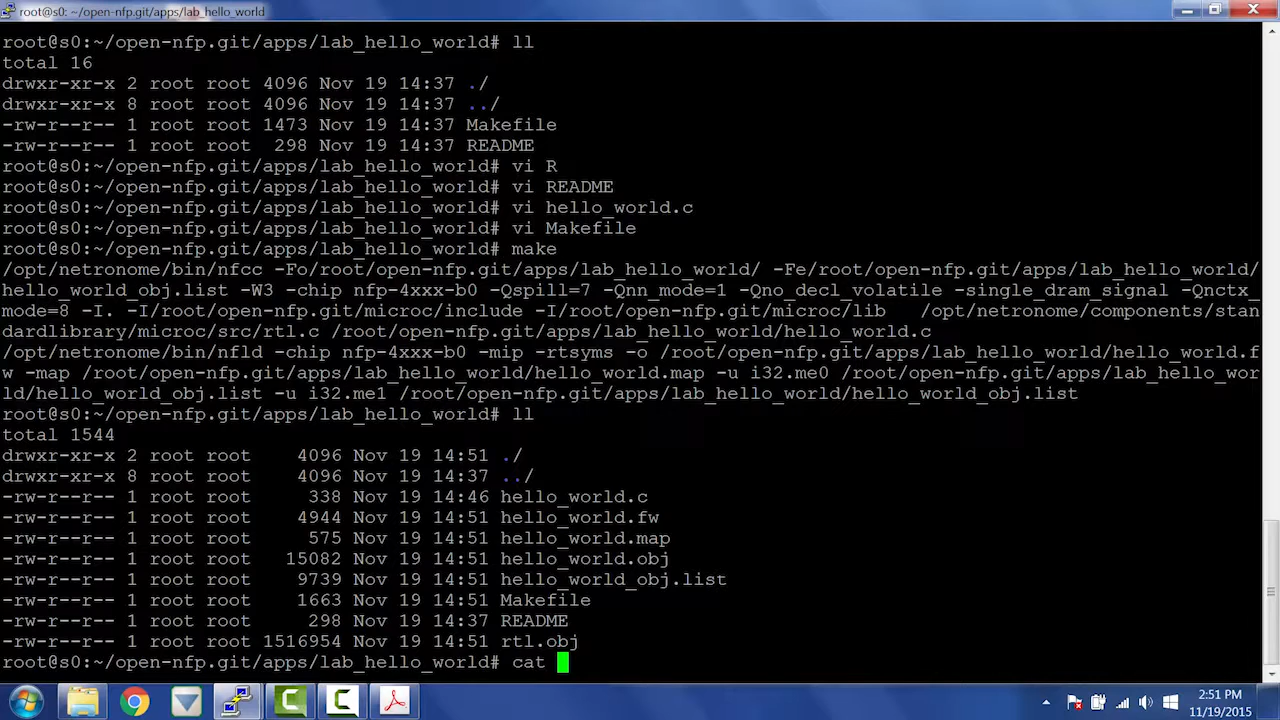 root@s0: ~/open-nfp.git/apps/lab_hello_world
root@s0:~/open-nfp.git/apps/lab_hello_world# ll
total 16
drwxr-xr-x 2 root root 4096 Nov 19 14:37 ./
drwxr-xr-x 8 root root 4096 Nov 19 14:37 ../
-rw-r--r-- 1 root root 1473 Nov 19 14:37 Makefile
-rw-r--r-- 1 root root  298 Nov 19 14:37 README
root@s0:~/open-nfp.git/apps/lab_hello_world# vi R
root@s0:~/open-nfp.git/apps/lab_hello_world# vi README
root@s0:~/open-nfp.git/apps/lab_hello_world# vi hello_world.c
root@s0:~/open-nfp.git/apps/lab_hello_world# vi Makefile
root@s0:~/open-nfp.git/apps/lab_hello_world# make
/opt/netronome/bin/nfcc -Fo/root/open-nfp.git/apps/lab_hello_world/ -Fe/root/open-nfp.git/apps/lab_hello_world/
hello_world_obj.list -W3 -chip nfp-4xxx-b0 -Qspill=7 -Qnn_mode=1 -Qno_decl_volatile -single_dram_signal -Qnctx_
mode=8 -I. -I/root/open-nfp.git/microc/include -I/root/open-nfp.git/microc/lib   /opt/netronome/components/stan
dardlibrary/microc/src/rtl.c /root/open-nfp.git/apps/lab_hello_world/hello_world.c
/opt/netronome/bin/nfld -chip nfp-4xxx-b0 -mip -rtsyms -o /root/open-nfp.git/apps/lab_hello_world/hello_world.f
w -map /root/open-nfp.git/apps/lab_hello_world/hello_world.map -u i32.me0 /root/open-nfp.git/apps/lab_hello_wor
ld/hello_world_obj.list -u i32.me1 /root/open-nfp.git/apps/lab_hello_world/hello_world_obj.list
root@s0:~/open-nfp.git/apps/lab_hello_world# ll
total 1544
drwxr-xr-x 2 root root    4096 Nov 19 14:51 ./
drwxr-xr-x 8 root root    4096 Nov 19 14:37 ../
-rw-r--r-- 1 root root     338 Nov 19 14:46 hello_world.c
-rw-r--r-- 1 root root    4944 Nov 19 14:51 hello_world.fw
-rw-r--r-- 1 root root     575 Nov 19 14:51 hello_world.map
-rw-r--r-- 1 root root   15082 Nov 19 14:51 hello_world.obj
-rw-r--r-- 1 root root    9739 Nov 19 14:51 hello_world_obj.list
-rw-r--r-- 1 root root    1663 Nov 19 14:51 Makefile
-rw-r--r-- 1 root root     298 Nov 19 14:37 README
-rw-r--r-- 1 root root 1516954 Nov 19 14:51 rtl.obj
root@s0:~/open-nfp.git/apps/lab_hello_world# cat
2:51 PM
11/19/2015